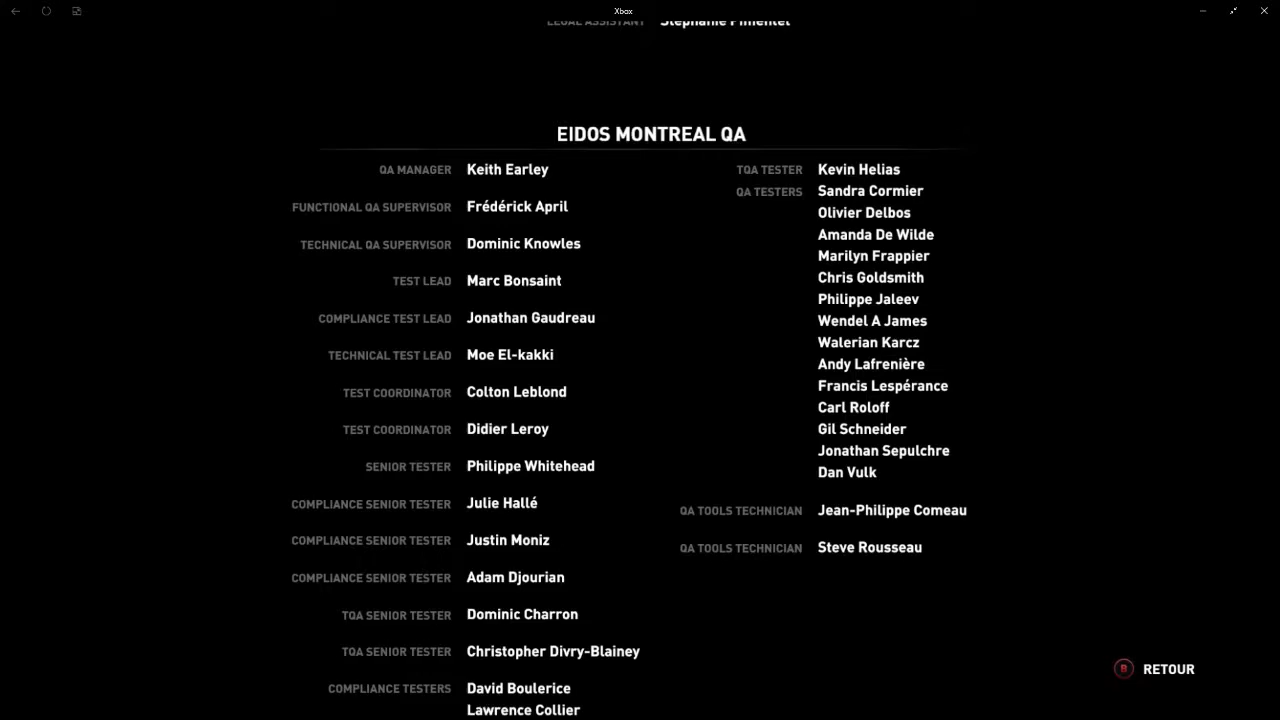 Xbox
LEGAL ASSISTANT Stephanie Pimentel
EIDOS MONTREAL QA
QA MANAGER Keith Earley
FUNCTIONAL QA SUPERVISOR Frédérick April
TECHNICAL QA SUPERVISOR Dominic Knowles
TEST LEAD Marc Bonsaint
COMPLIANCE TEST LEAD Jonathan Gaudreau
TECHNICAL TEST LEAD Moe El-kakki
TEST COORDINATOR Colton Leblond
TEST COORDINATOR Didier Leroy
SENIOR TESTER Philippe Whitehead
COMPLIANCE SENIOR TESTER Julie Hallé
COMPLIANCE SENIOR TESTER Justin Moniz
COMPLIANCE SENIOR TESTER Adam Djourian
TQA SENIOR TESTER Dominic Charron
TQA SENIOR TESTER Christopher Divry-Blainey
COMPLIANCE TESTERS David Boulerice
Lawrence Collier
TQA TESTER Kevin Helias
QA TESTERS Sandra Cormier
Olivier Delbos
Amanda De Wilde
Marilyn Frappier
Chris Goldsmith
Philippe Jaleev
Wendel A James
Walerian Karcz
Andy Lafrenière
Francis Lespérance
Carl Roloff
Gil Schneider
Jonathan Sepulchre
Dan Vulk
QA TOOLS TECHNICIAN Jean-Philippe Comeau
QA TOOLS TECHNICIAN Steve Rousseau
B RETOUR